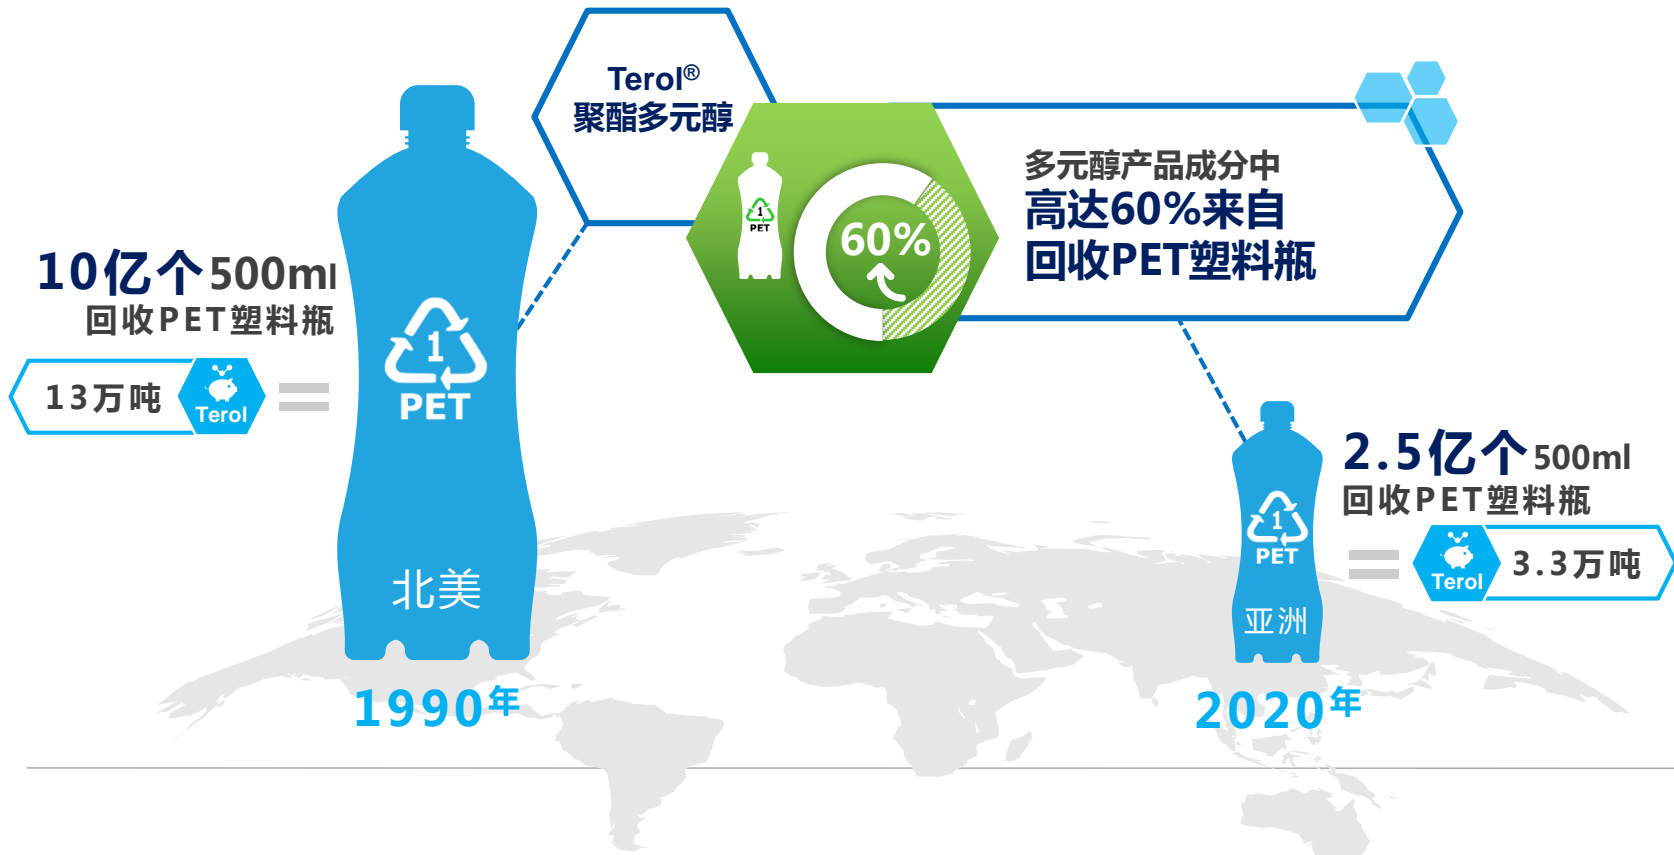 Terol®
聚酯多元醇
1
PET
60%
多元醇产品成分中
高达60%来自
回收PET塑料瓶
10亿个500ml
回收PET塑料瓶
13万吨
Terol
=
1
PET
北美
1990年
2.5亿个500ml
回收PET塑料瓶
=
Terol
3.3万吨
1
PET
亚洲
2020年